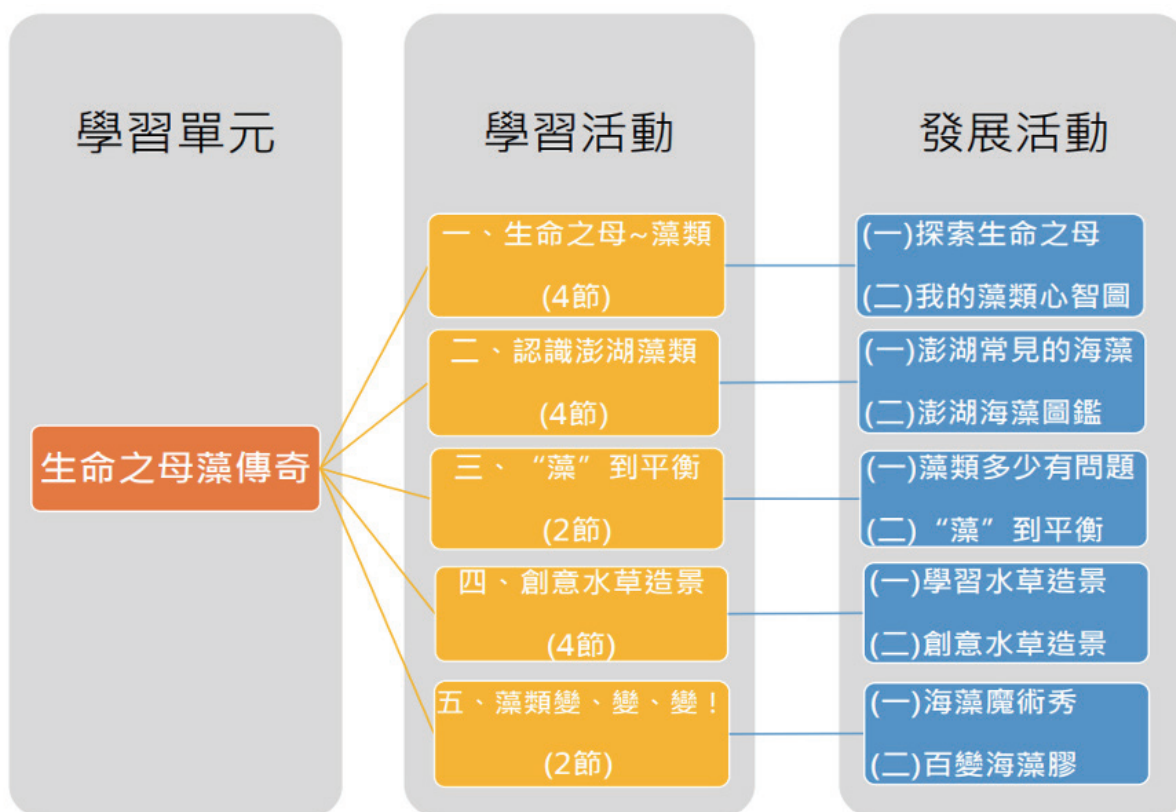 學習單元
學習活動
發展活動
生命之母藻傳奇
一、生命之母~藻類
(4節)
(一)探索生命之母
(二)我的藻類心智圖
二、認識澎湖藻類
(4節)
(一)澎湖常見的海藻
(二)澎湖海藻圖鑑
三、“藻”到平衡
(2節)
(一)藻類多少有問題
(二)“藻”到平衡
四、創意水草造景
(4節)
(一)學習水草造景
(二)創意水草造景
五、藻類變、變、變！
(2節)
(一)海藻魔術秀
(二)百變海藻膠